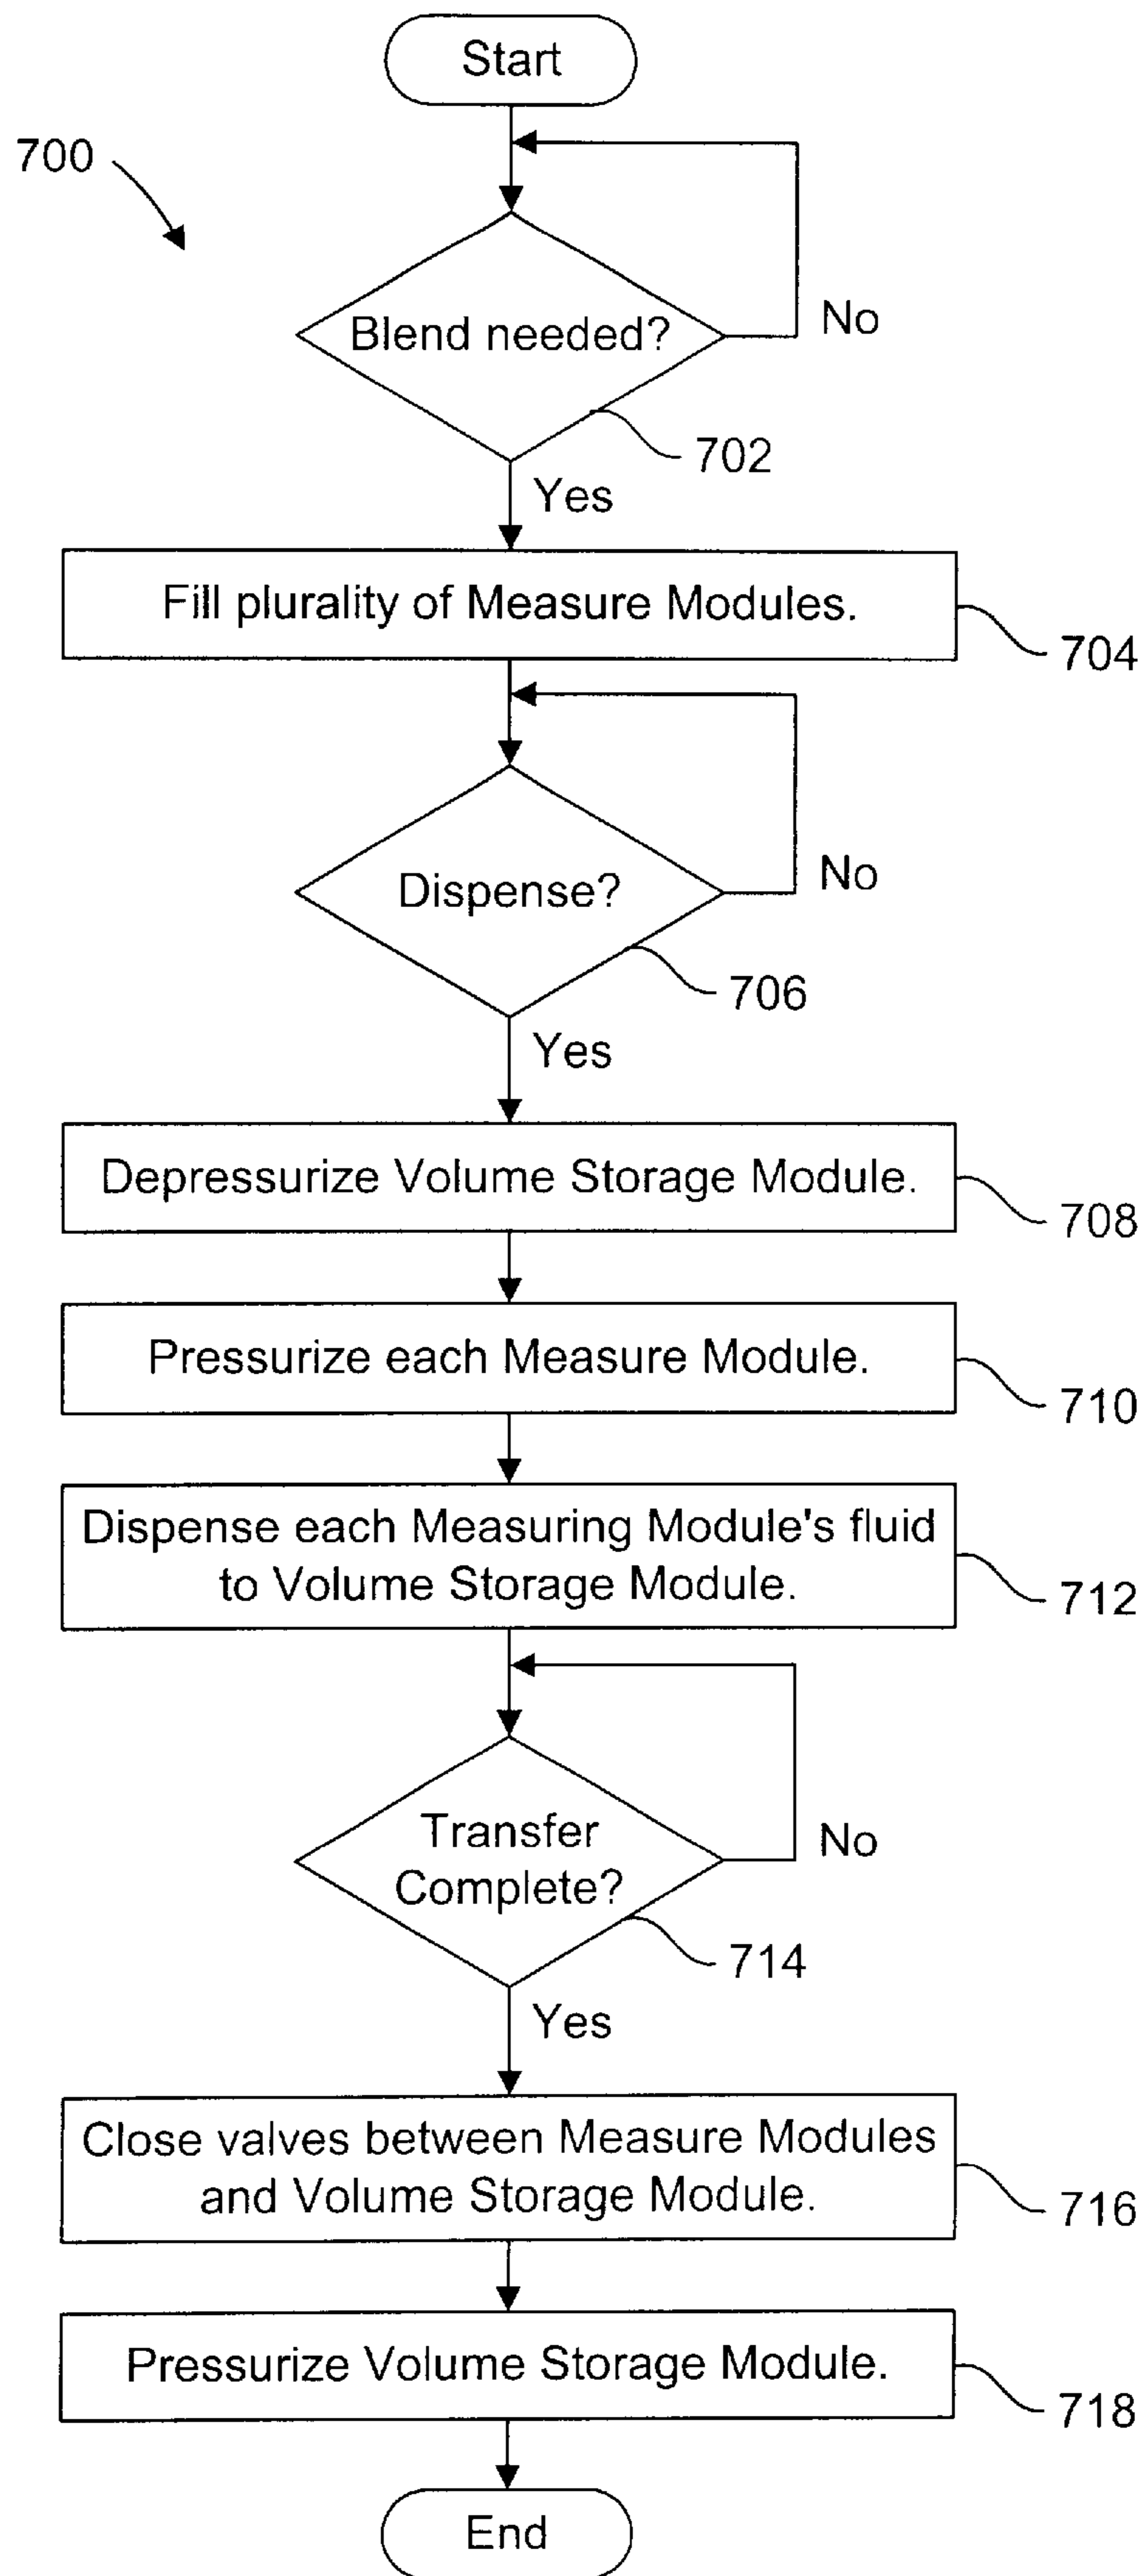 Start
700
Blend needed?
No
702
Yes
Fill plurality of Measure Modules.
704
Dispense?
No
706
Yes
Depressurize Volume Storage Module.
708
Pressurize each Measure Module.
710
Dispense each Measuring Module's fluid
to Volume Storage Module.
712
Transfer
Complete?
No
714
Yes
Close valves between Measure Modules
and Volume Storage Module.
716
Pressurize Volume Storage Module.
718
End